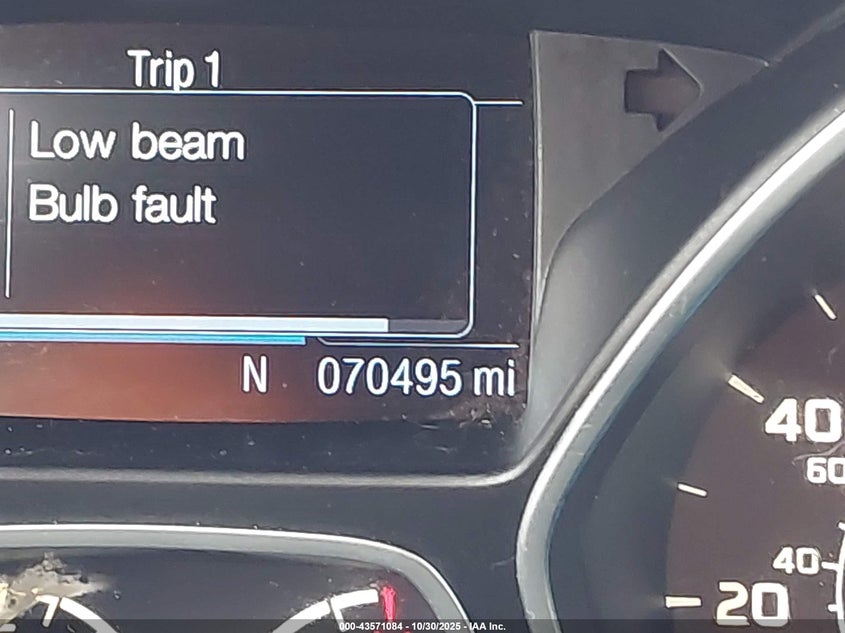 Trip 1
Low beam
Bulb fault
N 070495 mi
40
60
40
20
7
000-43571084 - 10/30/2025 - IAA Inc.